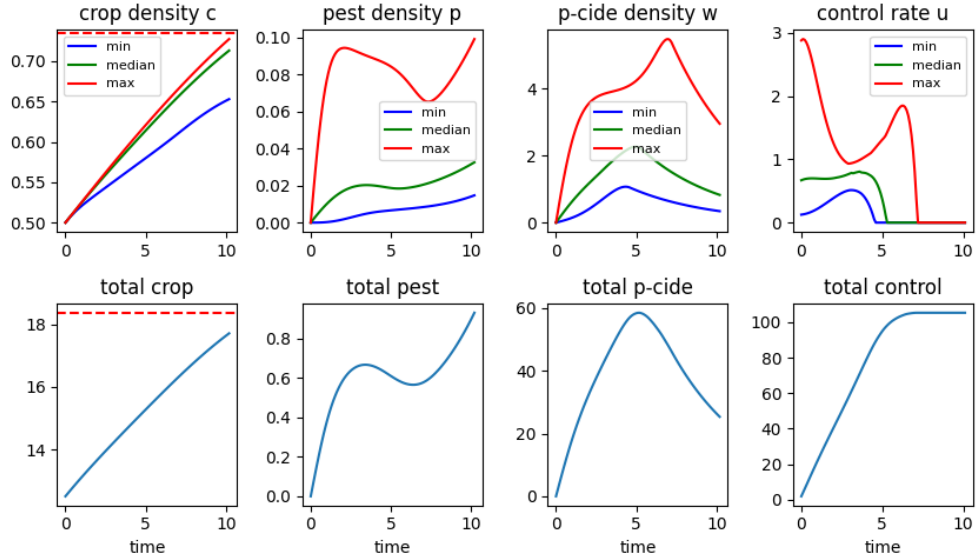 crop density c
pest density p
p-cide density w
control rate u
0.70
0.65
0.60
0.55
0.50
min
median
max
0
5
10
0.10
0.08
0.06
0.04
0.02
0.00
min
median
max
0
5
10
4
2
0
min
median
max
0
5
10
3
2
1
0
min
median
max
0
5
10
total crop
total pest
total p-cide
total control
18
16
14
0
5
10
time
0.8
0.6
0.4
0.2
0.0
0
5
10
time
60
40
20
0
0
5
10
time
100
80
60
40
20
0
0
5
10
time